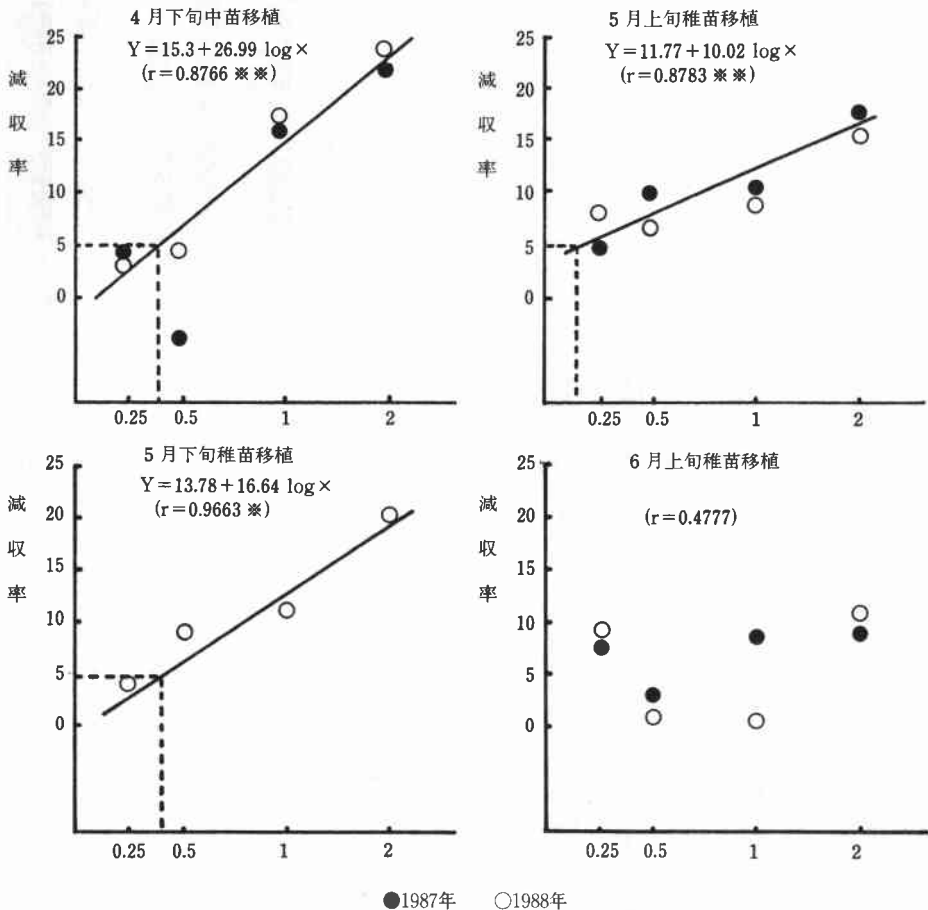 4月下旬中苗移植
Y=15.3+26.99 log×
(r=0.8766 ※※)
減収率
25
20
15
10
5
0
0.25 0.5 1 2
5月上旬稚苗移植
Y=11.77+10.02 log×
(r=0.8783 ※※)
減収率
25
20
15
10
5
0
0.25 0.5 1 2
5月下旬稚苗移植
Y=13.78+16.64 log×
(r=0.9663 ※)
減収率
25
20
15
10
5
0
0.25 0.5 1 2
6月上旬稚苗移植
(r=0.4777)
減収率
25
20
15
10
5
0
0.25 0.5 1 2
●1987年 ○1988年